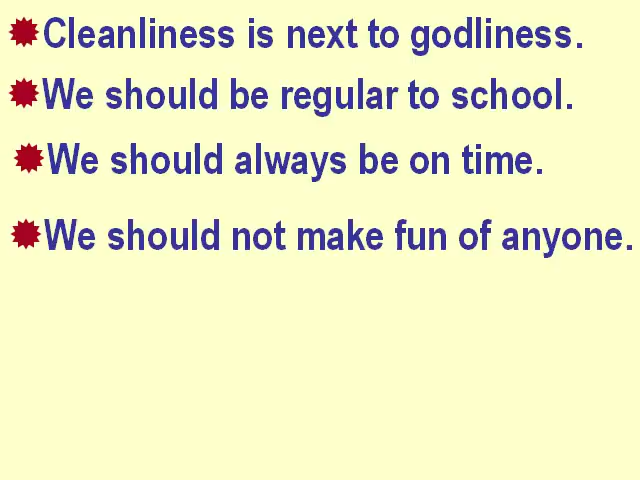 Cleanliness is next to godliness.
We should be regular to school.
We should always be on time.
We should not make fun of anyone.